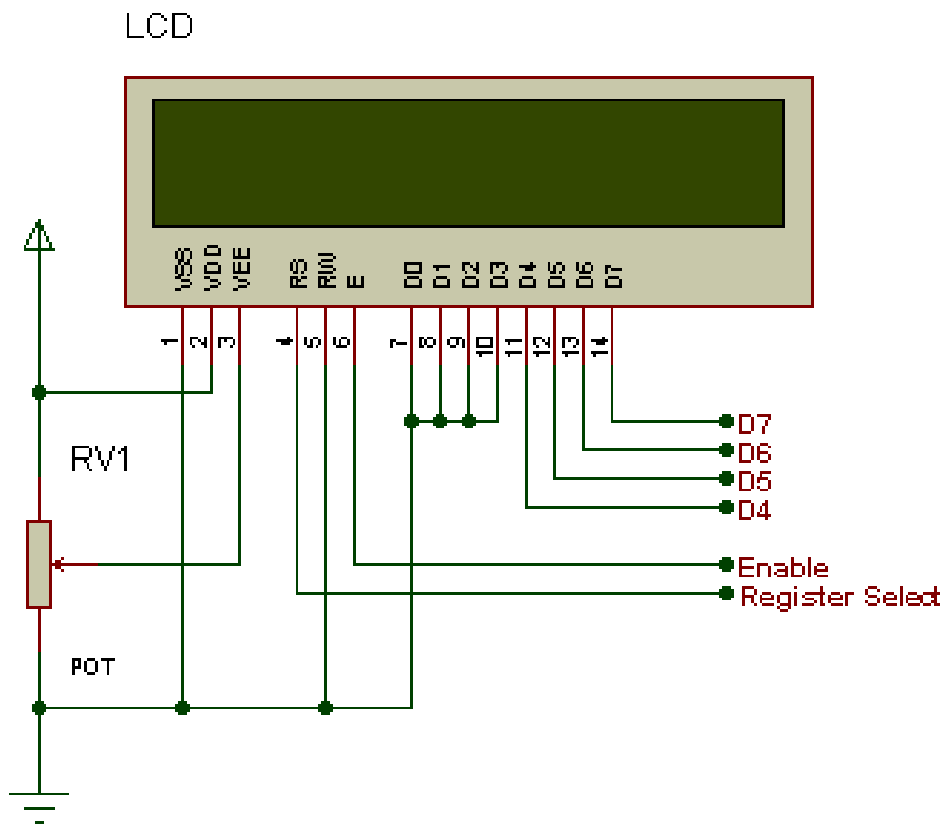 LCD
VSS VDD VEE RS RW E D0 D1 D2 D3 D4 D5 D6 D7
1 2 3 4 5 6 7 8 9 10 11 12 13 14
D7
RV1
D6
D5
D4
Enable
Register Select
POT